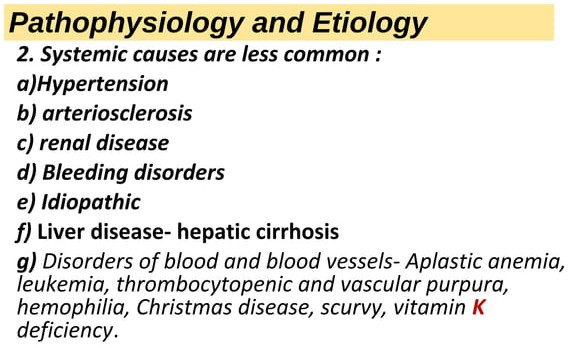 Pathophysiology and Etiology
2. Systemic causes are less common :
a)Hypertension
b) arteriosclerosis
c) renal disease
d) Bleeding disorders
e) Idiopathic
f) Liver disease- hepatic cirrhosis
g) Disorders of blood and blood vessels- Aplastic anemia,
leukemia, thrombocytopenic and vascular purpura,
hemophilia, Christmas disease, scurvy, vitamin K
deficiency.